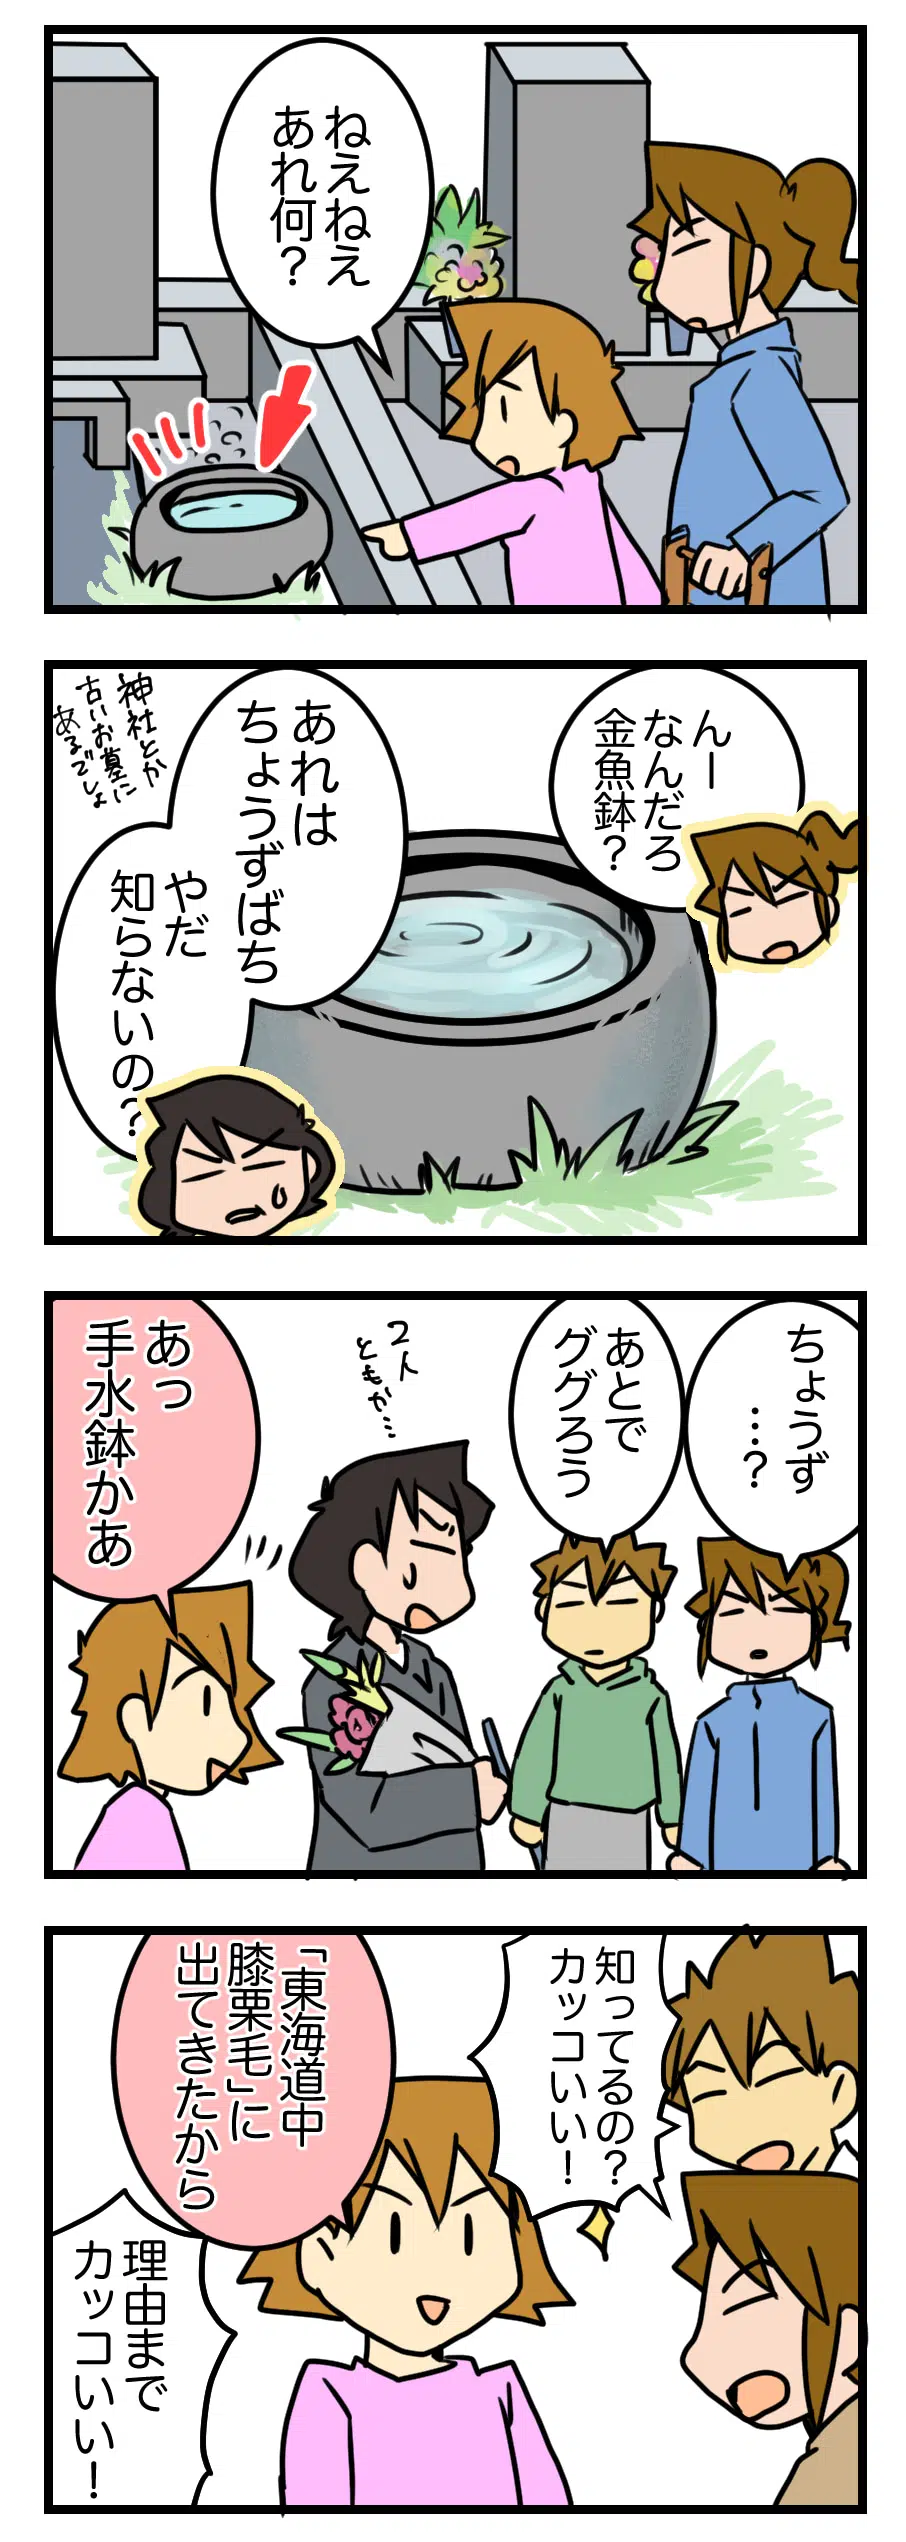 ねえねえ
あれ何？
んー
なんだろ
金魚鉢？
あれは
ちょうずばち
やだ
知らないの？
神社とか
古いお墓に
あるでしょ
ちょうず
…？
あとで
ググろう
2人
ともか…
あっ
手水鉢かあ
知ってるの？
カッコいい！
「東海道中
膝栗毛」に
出てきたから
理由まで
カッコいい！